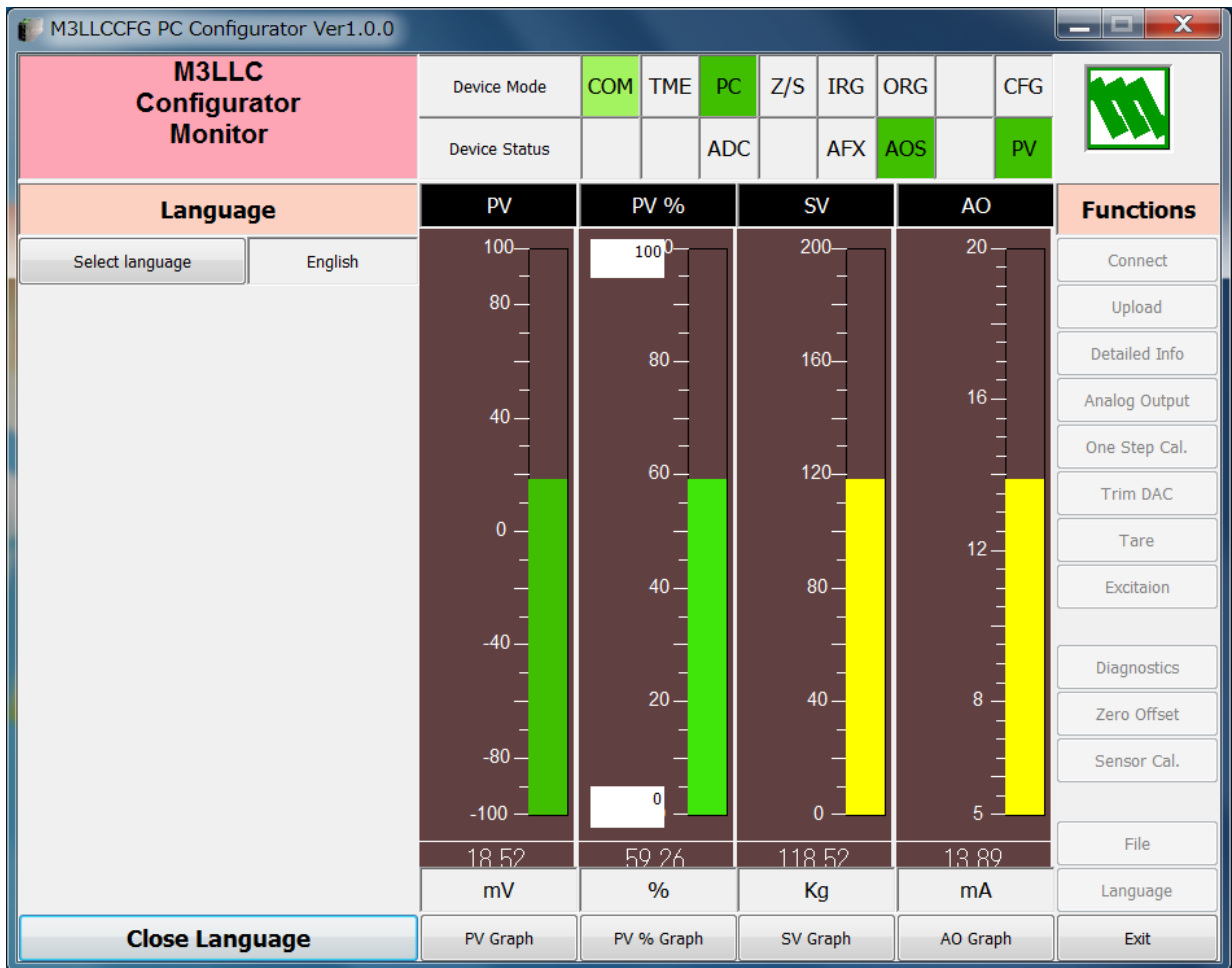 M3LLCCFG PC Configurator Ver1.0.0
M3LLC
Configurator
Monitor
Device Mode
COM TME PC Z/S IRG ORG CFG
Device Status
ADC AFX AOS PV
Language
PV
PV %
SV
AO
Functions
Select language
English
100
80
40
0
-40
-80
-100
18.52
mV
PV Graph
100
0
80
60
40
20
0
59.26
%
PV % Graph
200
160
120
80
40
0
118.52
Kg
SV Graph
20
16
12
8
5
13.89
mA
AO Graph
Connect
Upload
Detailed Info
Analog Output
One Step Cal.
Trim DAC
Tare
Excitaion
Diagnostics
Zero Offset
Sensor Cal.
File
Language
Exit
Close Language